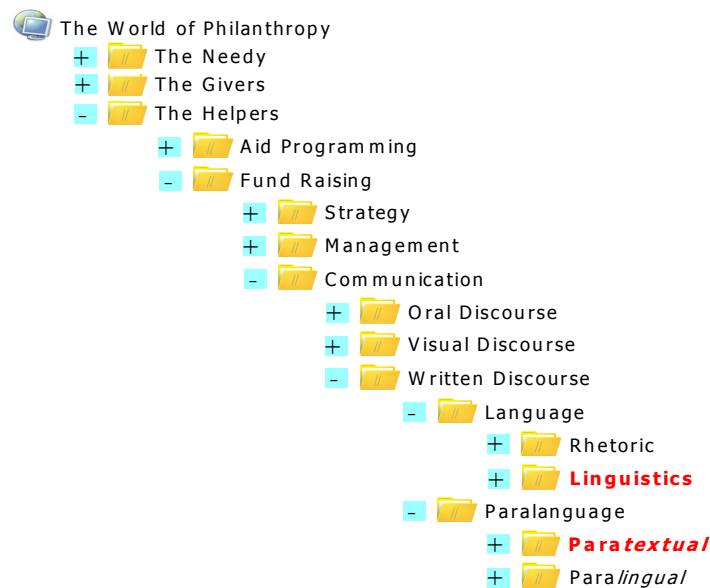 The World of Philanthropy
+ The Needy
+ The Givers
- The Helpers
+ Aid Programming
- Fund Raising
+ Strategy
+ Management
- Communication
+ Oral Discourse
+ Visual Discourse
- Written Discourse
- Language
+ Rhetoric
+ Linguistics
- Paralanguage
+ Paratextual
+ Paralingual